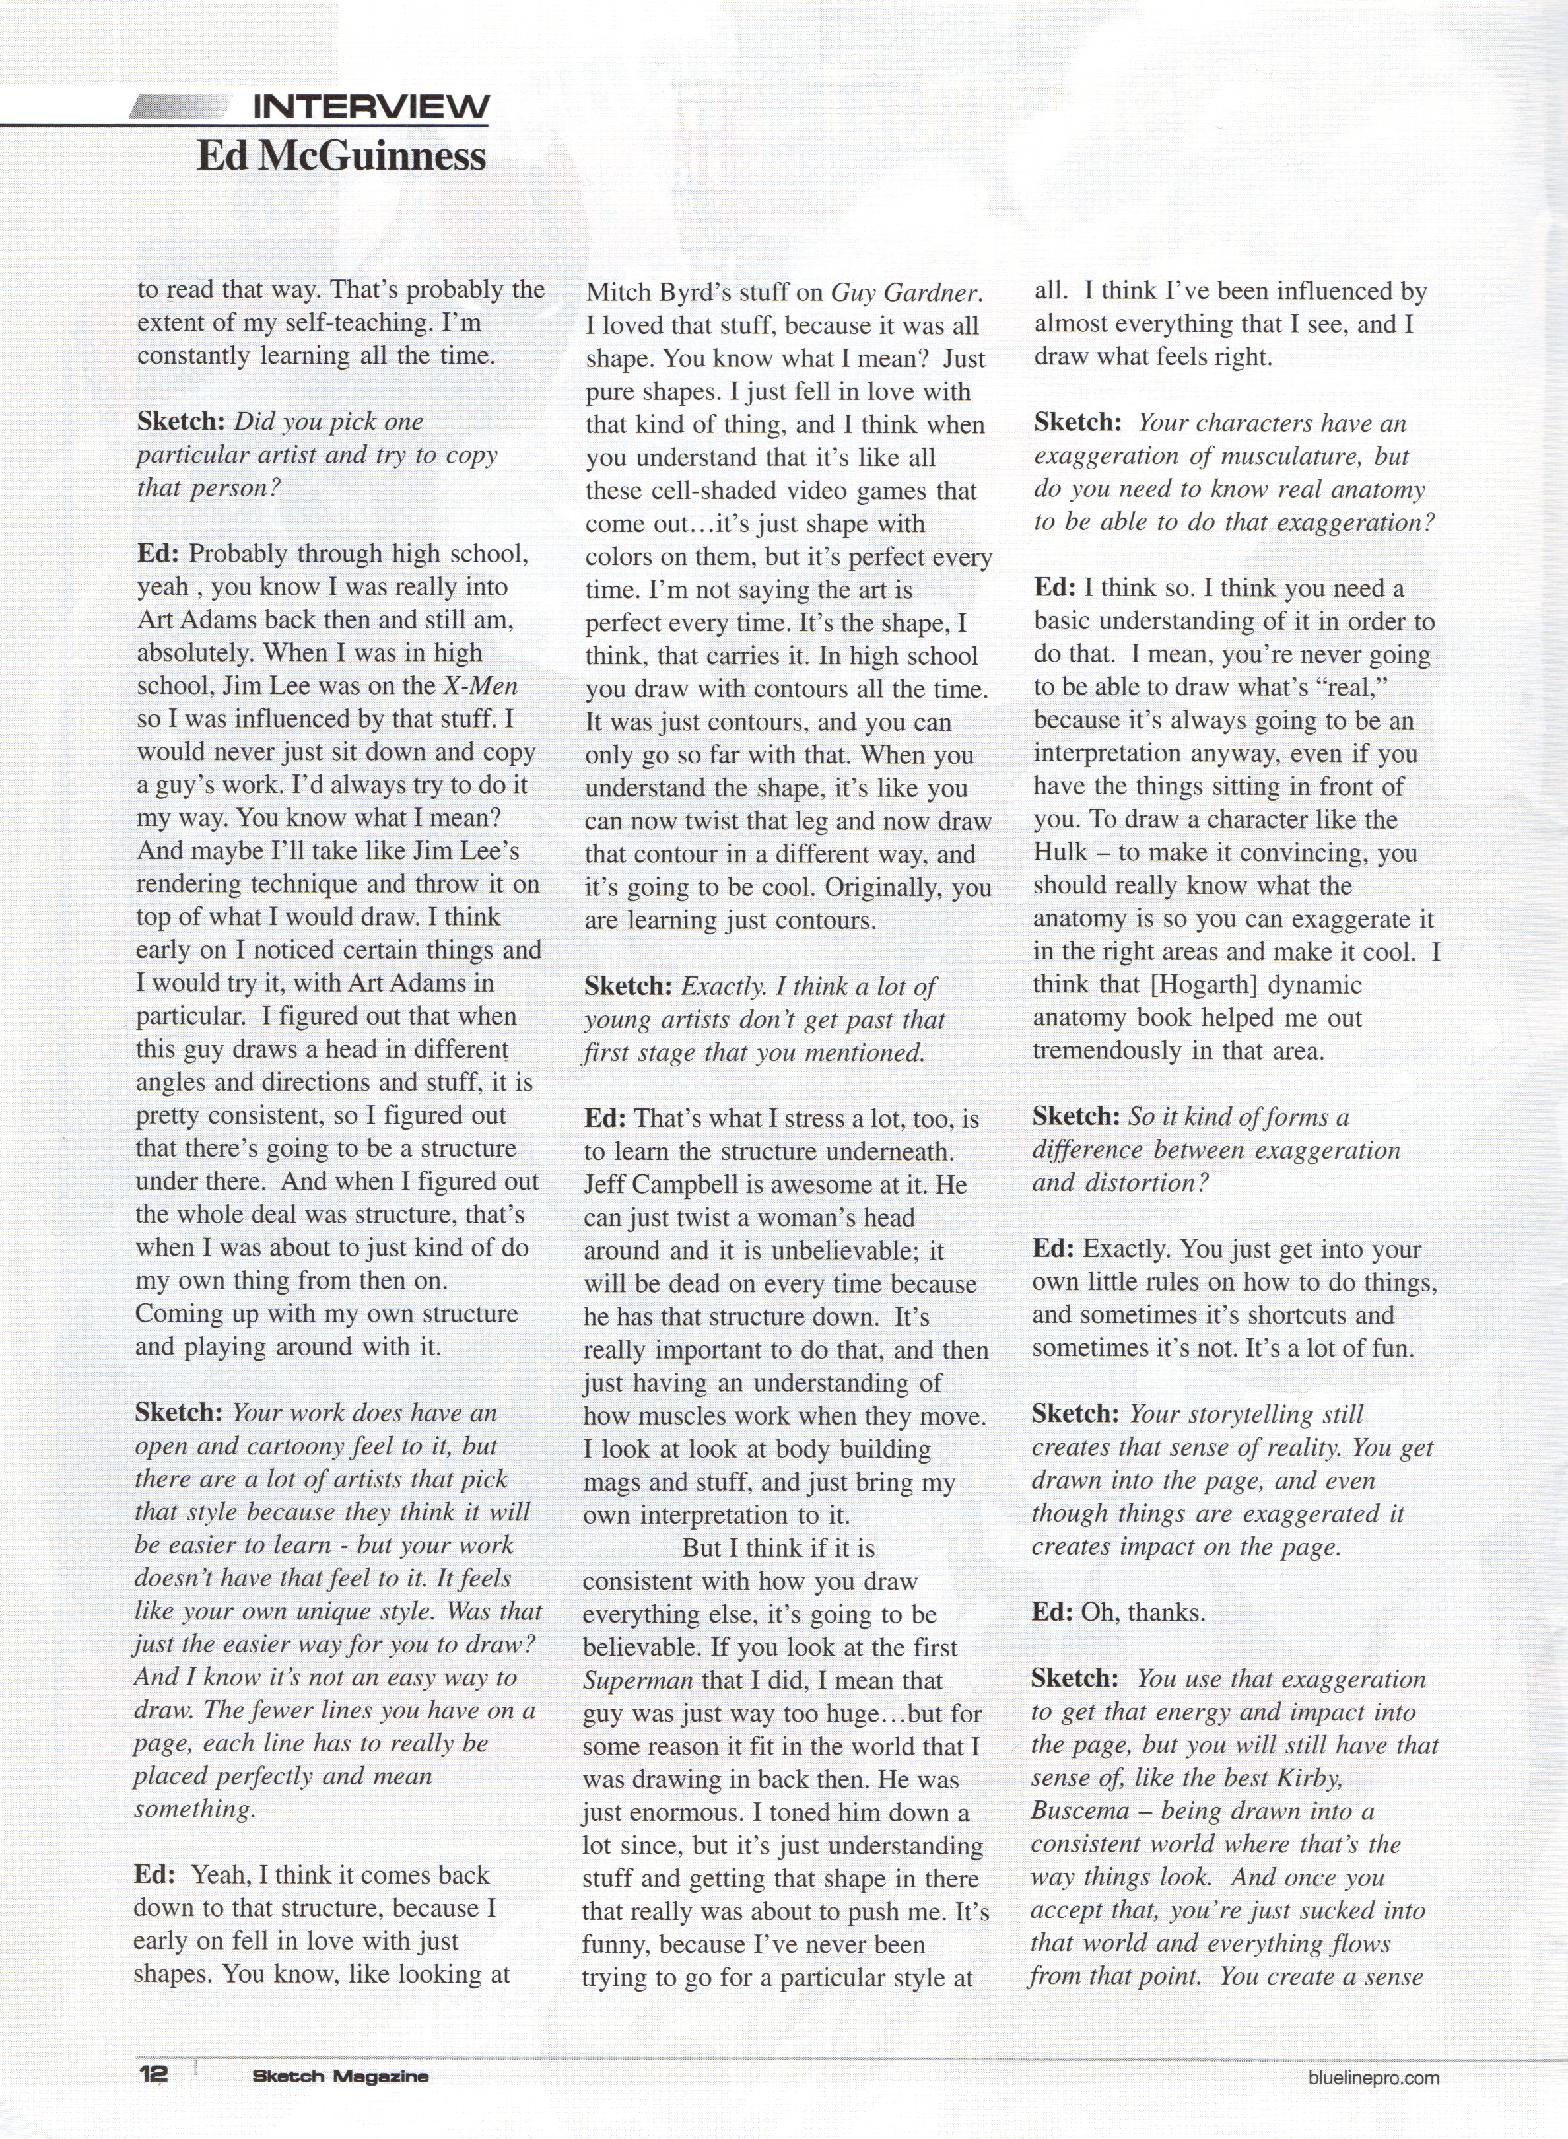 INTERVIEW
Ed McGuinness
to read that way. That's probably the
extent of my self-teaching. I'm
constantly learning all the time.
Sketch: Did you pick one
particular artist and try to copy
that person?
Ed: Probably through high school,
yeah , you know I was really into
Art Adams back then and still am,
absolutely. When I was in high
school, Jim Lee was on the X-Men
so I was influenced by that stuff. I
would never just sit down and copy
a guy's work. I'd always try to do it
my way. You know what I mean?
And maybe I'll take like Jim Lee's
rendering technique and throw it on
top of what I would draw. I think
early on I noticed certain things and
I would try it, with Art Adams in
particular.  I figured out that when
this guy draws a head in different
angles and directions and stuff, it is
pretty consistent, so I figured out
that there's going to be a structure
under there.  And when I figured out
the whole deal was structure, that's
when I was about to just kind of do
my own thing from then on.
Coming up with my own structure
and playing around with it.
Sketch: Your work does have an
open and cartoony feel to it, but
there are a lot of artists that pick
that style because they think it will
be easier to learn - but your work
doesn't have that feel to it. It feels
like your own unique style. Was that
just the easier way for you to draw?
And I know it's not an easy way to
draw. The fewer lines you have on a
page, each line has to really be
placed perfectly and mean
something.
Ed:  Yeah, I think it comes back
down to that structure, because I
early on fell in love with just
shapes. You know, like looking at
Mitch Byrd's stuff on Guy Gardner.
I loved that stuff, because it was all
shape. You know what I mean?  Just
pure shapes. I just fell in love with
that kind of thing, and I think when
you understand that it's like all
these cell-shaded video games that
come out…it's just shape with
colors on them, but it's perfect every
time. I'm not saying the art is
perfect every time. It's the shape, I
think, that carries it. In high school
you draw with contours all the time.
It was just contours, and you can
only go so far with that. When you
understand the shape, it's like you
can now twist that leg and now draw
that contour in a different way, and
it's going to be cool. Originally, you
are learning just contours.
Sketch: Exactly. I think a lot of
young artists don't get past that
first stage that you mentioned.
Ed: That's what I stress a lot, too, is
to learn the structure underneath.
Jeff Campbell is awesome at it. He
can just twist a woman's head
around and it is unbelievable; it
will be dead on every time because
he has that structure down.  It's
really important to do that, and then
just having an understanding of
how muscles work when they move.
I look at look at body building
mags and stuff, and just bring my
own interpretation to it.
But I think if it is
consistent with how you draw
everything else, it's going to be
believable. If you look at the first
Superman that I did, I mean that
guy was just way too huge…but for
some reason it fit in the world that I
was drawing in back then. He was
just enormous. I toned him down a
lot since, but it's just understanding
stuff and getting that shape in there
that really was about to push me. It's
funny, because I've never been
trying to go for a particular style at
all.  I think I've been influenced by
almost everything that I see, and I
draw what feels right.
Sketch:  Your characters have an
exaggeration of musculature, but
do you need to know real anatomy
to be able to do that exaggeration?
Ed: I think so. I think you need a
basic understanding of it in order to
do that.  I mean, you're never going
to be able to draw what's “real,”
because it's always going to be an
interpretation anyway, even if you
have the things sitting in front of
you. To draw a character like the
Hulk – to make it convincing, you
should really know what the
anatomy is so you can exaggerate it
in the right areas and make it cool.  I
think that [Hogarth] dynamic
anatomy book helped me out
tremendously in that area.
Sketch: So it kind of forms a
difference between exaggeration
and distortion?
Ed: Exactly. You just get into your
own little rules on how to do things,
and sometimes it's shortcuts and
sometimes it's not. It's a lot of fun.
Sketch: Your storytelling still
creates that sense of reality. You get
drawn into the page, and even
though things are exaggerated it
creates impact on the page.
Ed: Oh, thanks.
Sketch:  You use that exaggeration
to get that energy and impact into
the page, but you will still have that
sense of, like the best Kirby,
Buscema – being drawn into a
consistent world where that's the
way things look.  And once you
accept that, you're just sucked into
that world and everything flows
from that point.  You create a sense
12
Sketch Magazine
bluelinepro.com